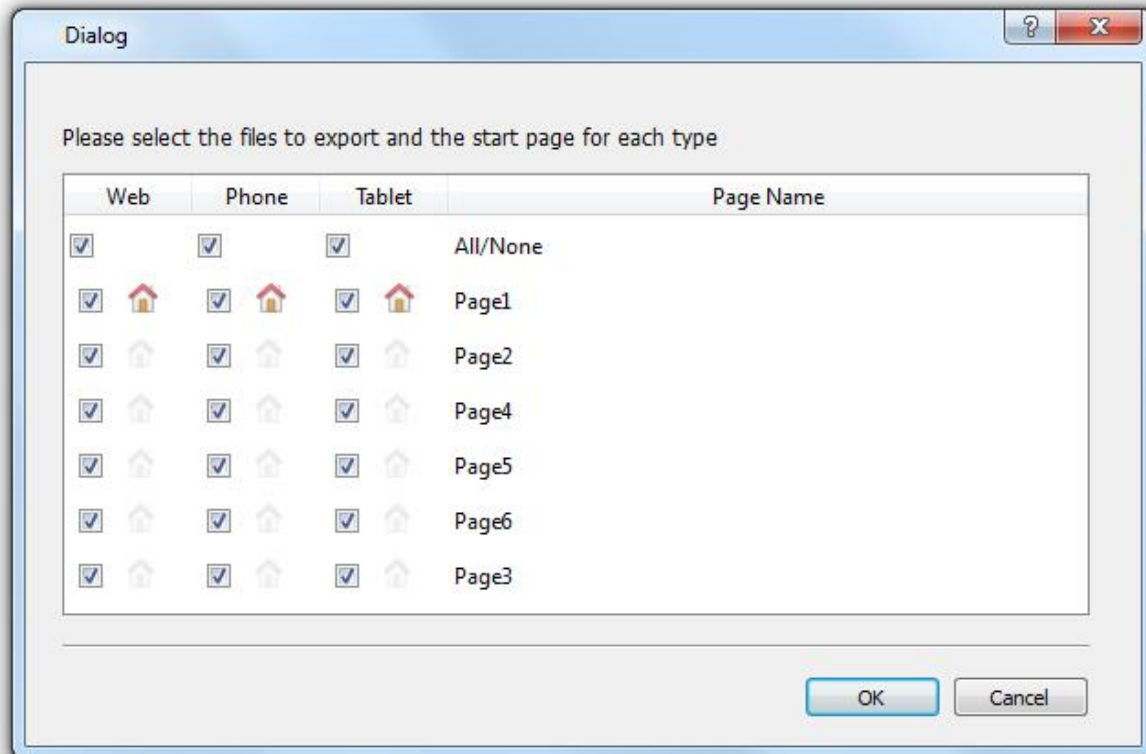 Dialog
Please select the files to export and the start page for each type
Web Phone Tablet Page Name
All/None
Page1
Page2
Page4
Page5
Page6
Page3
OK Cancel